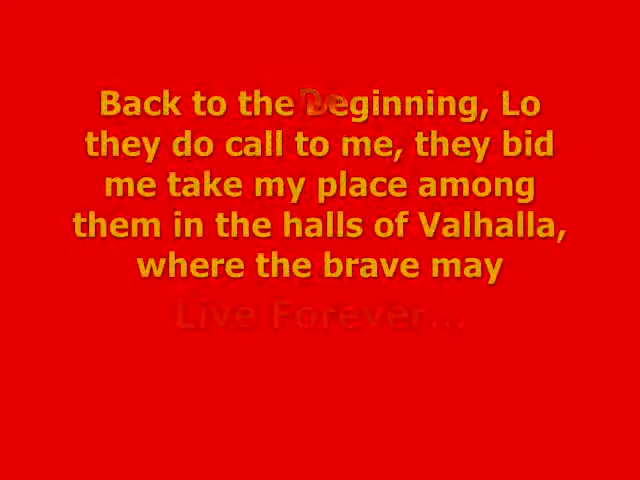 Back to the Beginning, Lo
they do call to me, they bid
me take my place among
them in the halls of Valhalla,
where the brave may
Live Forever...